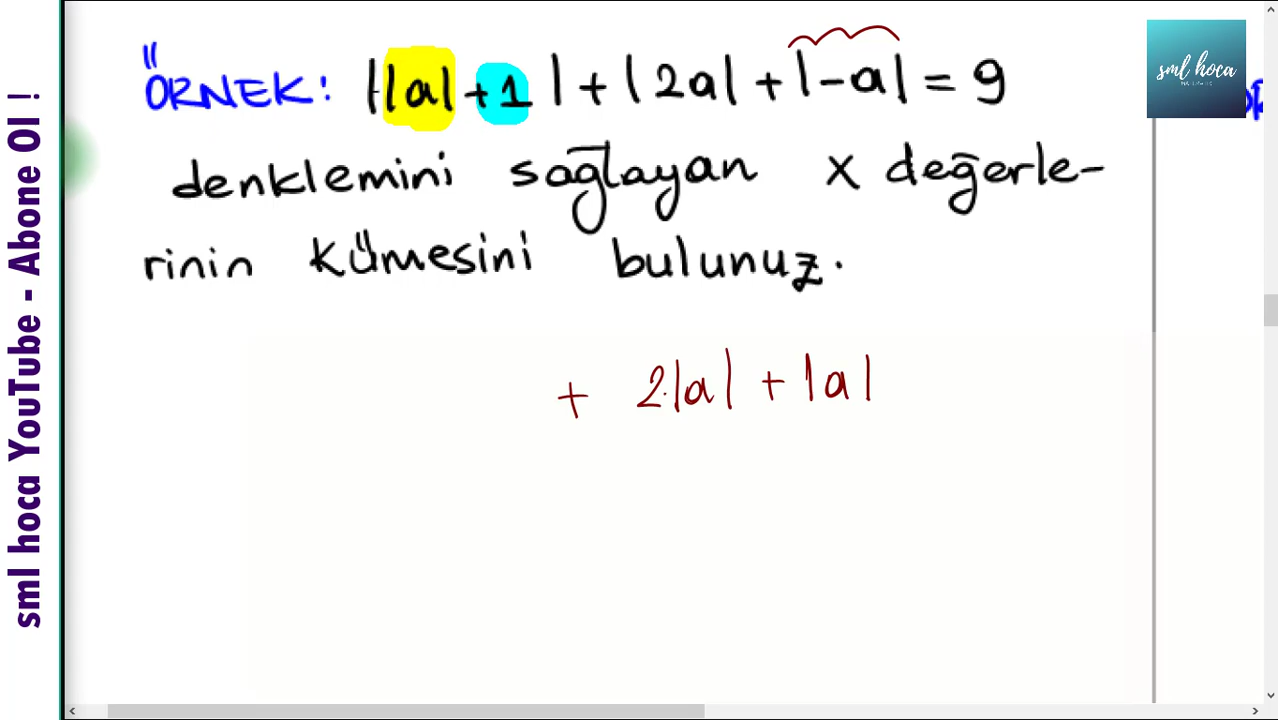 sml hoca YouTube - Abone Ol !
ÖRNEK: ||a|+1|+|2a|+|-a|=9
denklemini sağlayan x değerle-
rinin kümesini bulunuz.
+ 2.|a| + |a|
sml hoca